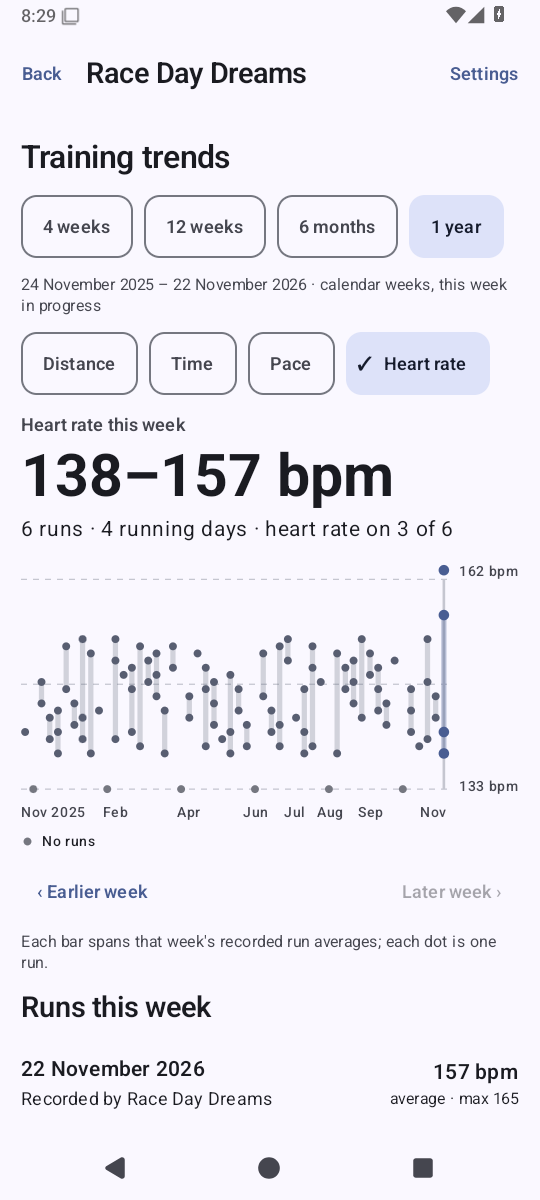 8:29
Back Race Day Dreams Settings
Training trends
4 weeks 12 weeks 6 months 1 year
24 November 2025 – 22 November 2026 · calendar weeks, this week
in progress
Distance Time Pace ✓ Heart rate
Heart rate this week
138–157 bpm
6 runs · 4 running days · heart rate on 3 of 6
162 bpm
133 bpm
Nov 2025 Feb Apr Jun Jul Aug Sep Nov
No runs
‹ Earlier week Later week ›
Each bar spans that week's recorded run averages; each dot is one
run.
Runs this week
22 November 2026 157 bpm
Recorded by Race Day Dreams average · max 165